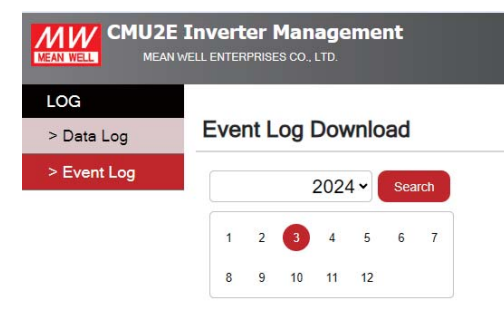 MW
MEAN WELL
CMU2E Inverter Management
MEAN WELL ENTERPRISES CO., LTD.
LOG
> Data Log
> Event Log
Event Log Download
2024 Search
1 2 3 4 5 6 7
8 9 10 11 12